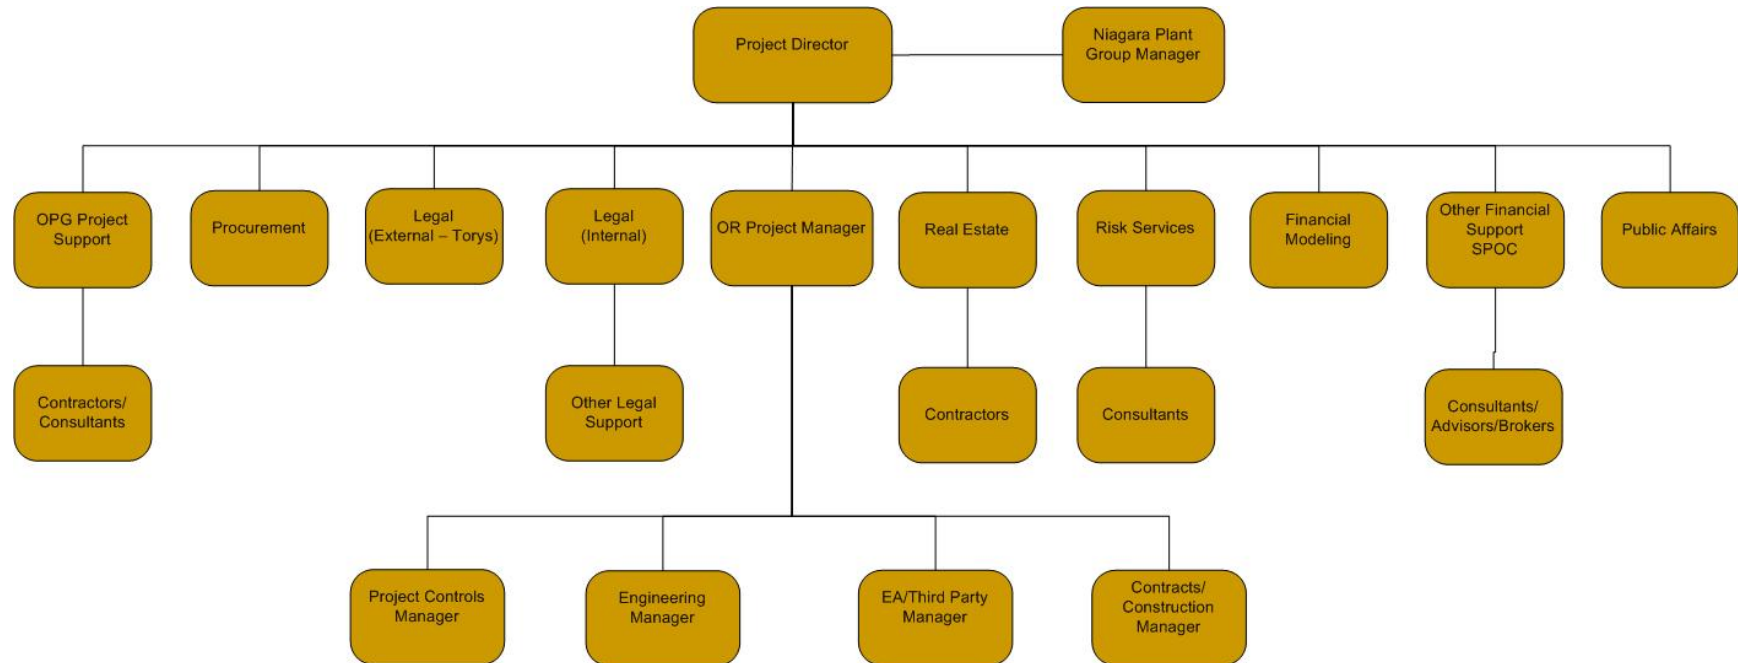 Project Director
Niagara Plant
Group Manager
OPG Project
Support
Procurement
Legal
(External – Torys)
Legal
(Internal)
OR Project Manager
Real Estate
Risk Services
Financial
Modeling
Other Financial
Support
SPOC
Public Affairs
Contractors/
Consultants
Other Legal
Support
Contractors
Consultants
Consultants/
Advisors/Brokers
Project Controls
Manager
Engineering
Manager
EA/Third Party
Manager
Contracts/
Construction
Manager